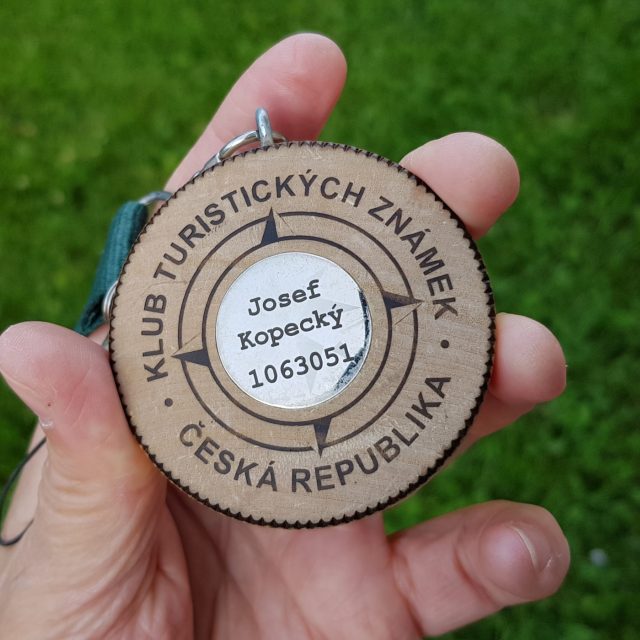 KLUB TURISTICKÝCH ZNÁMEK
Josef
Kopecký
1063051
• ČESKÁ REPUBLIKA •